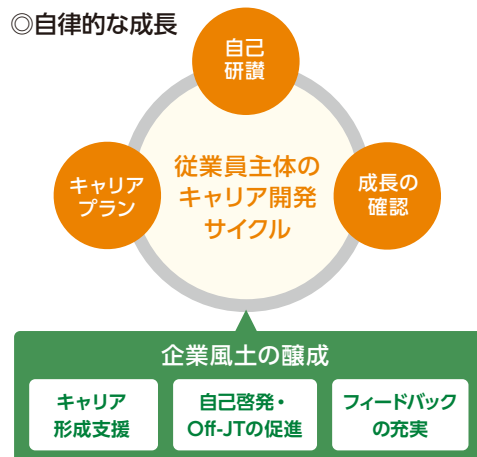 ◎自律的な成長
自己
研讃
キャリア
プラン
従業員主体の
キャリア開発
サイクル
成長の
確認
企業風土の醸成
キャリア
形成支援
自己啓発・
Off-JTの促進
フィードバック
の充実